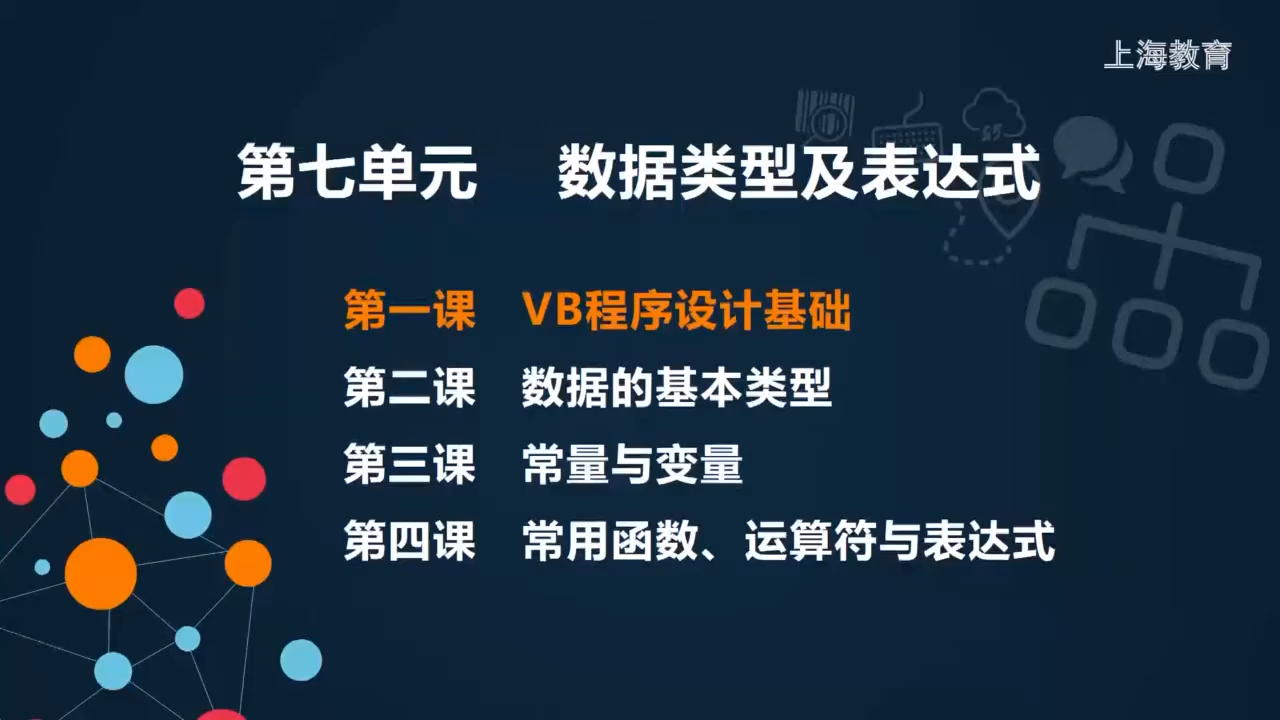 上海教育
第七单元 数据类型及表达式
第一课 VB程序设计基础
第二课 数据的基本类型
第三课 常量与变量
第四课 常用函数、运算符与表达式